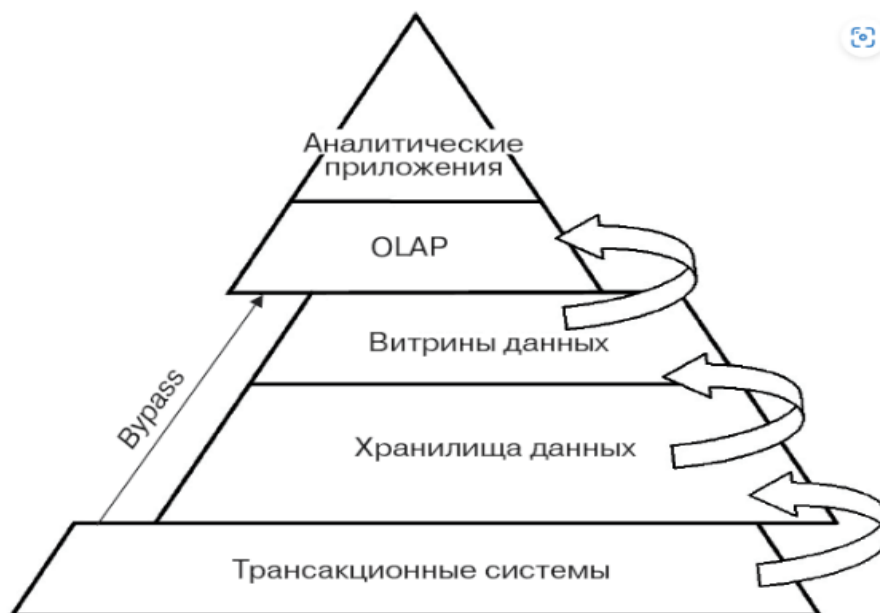 Аналитические
приложения
OLAP
Витрины данных
Bypass
Хранилища данных
Трансакционные системы